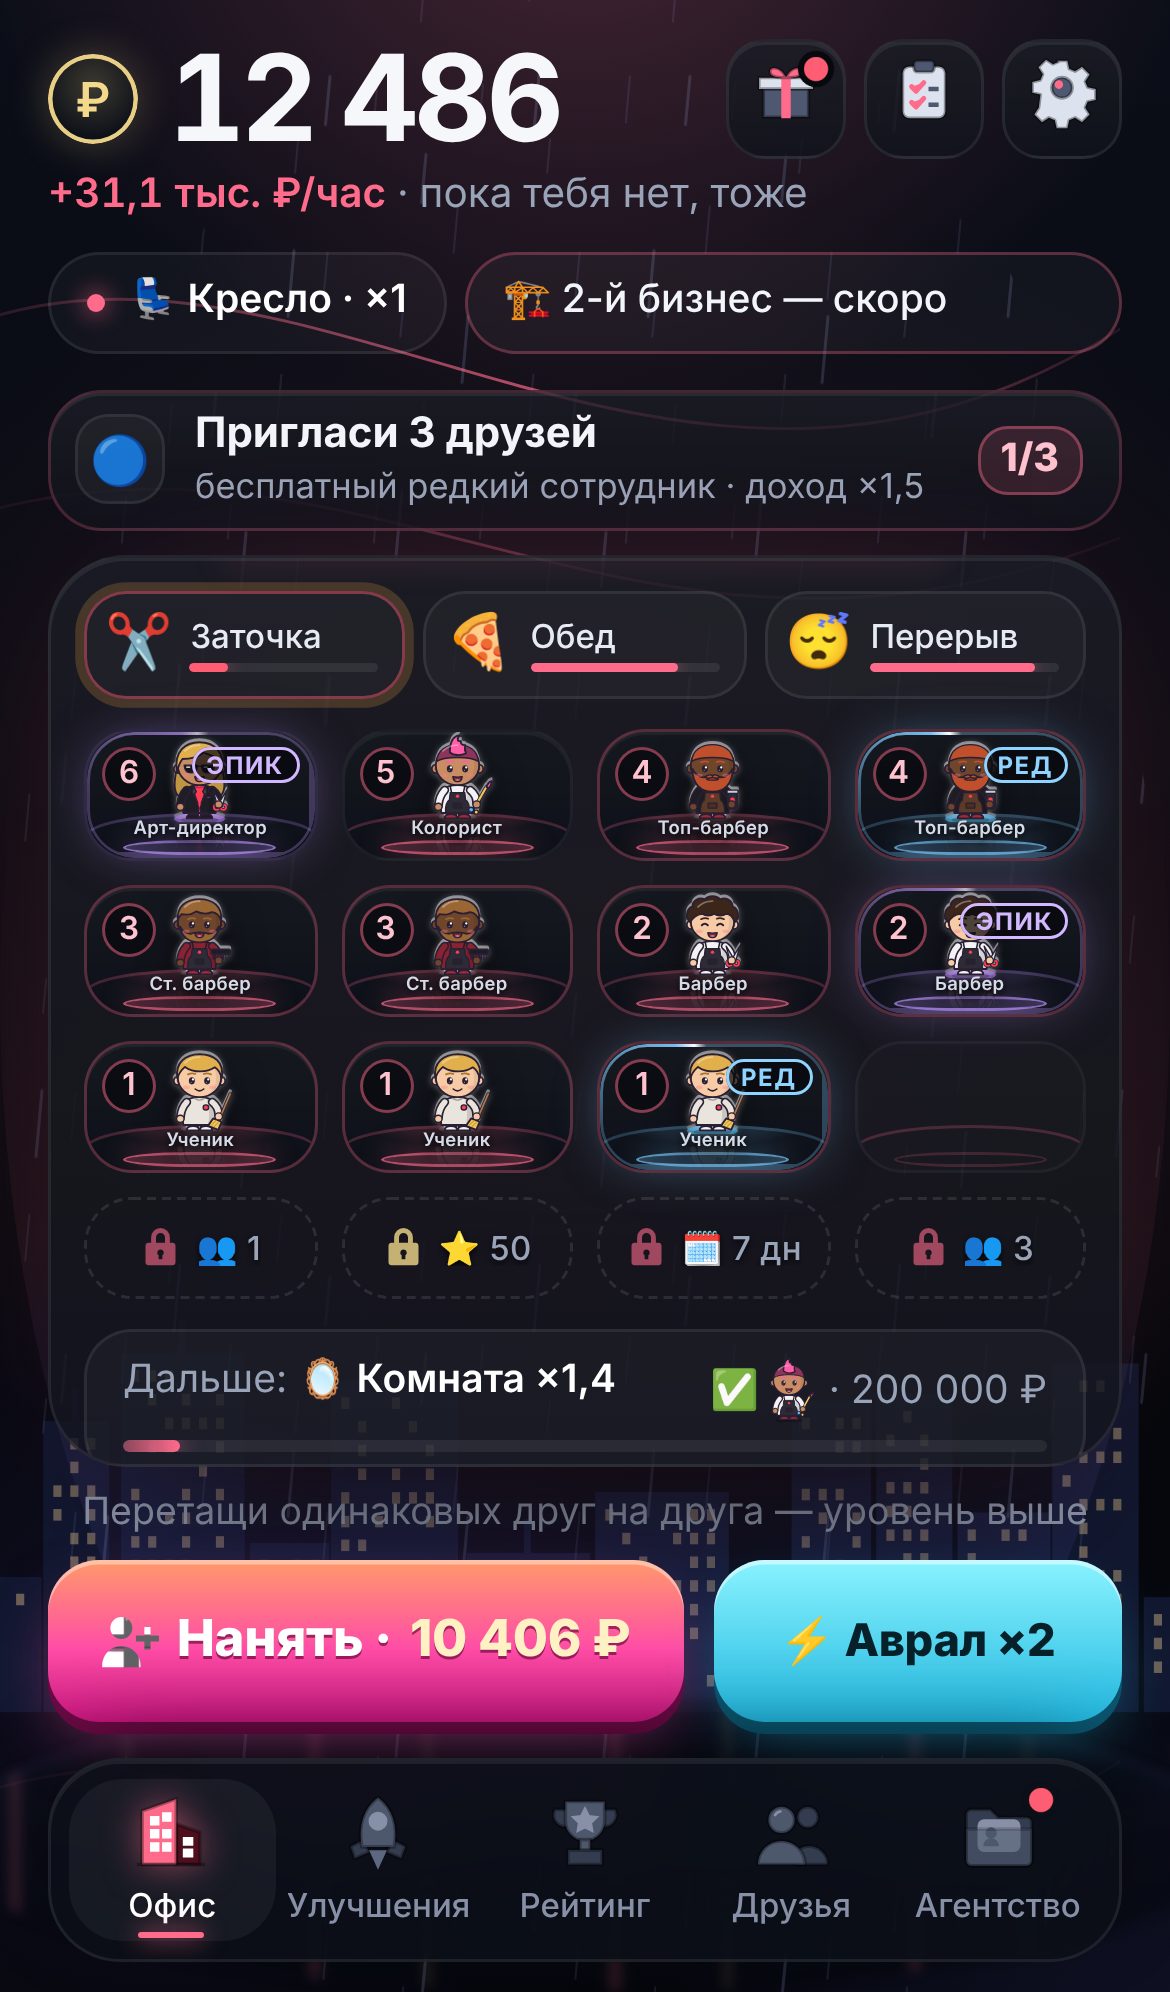 ₽ 12 486
+31,1 тыс. ₽/час · пока тебя нет, тоже
Кресло · ×1
2-й бизнес — скоро
Пригласи 3 друзей
бесплатный редкий сотрудник · доход ×1,5
1/3
Заточка
Обед
Перерыв
6 ЭПИК
Арт-директор
5
Колорист
4
Топ-барбер
4 РЕД
Топ-барбер
3
Ст. барбер
3
Ст. барбер
2
Барбер
2 ЭПИК
Барбер
1
Ученик
1
Ученик
1 РЕД
Ученик
1
50
7 дн
3
Дальше: Комната ×1,4
· 200 000 ₽
Перетащи одинаковых друг на друга — уровень выше
Нанять · 10 406 ₽
Аврал ×2
Офис
Улучшения
Рейтинг
Друзья
Агентство